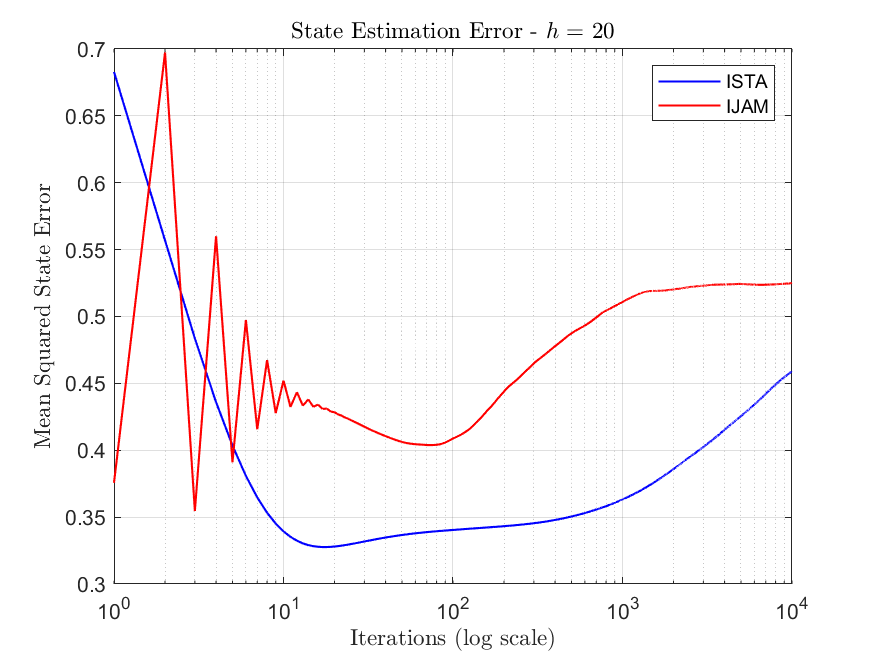 State Estimation Error - h = 20
Mean Squared State Error
0.7
0.65
0.6
0.55
0.5
0.45
0.4
0.35
0.3
ISTA
IJAM
10^0 10^1 10^2 10^3 10^4
Iterations (log scale)